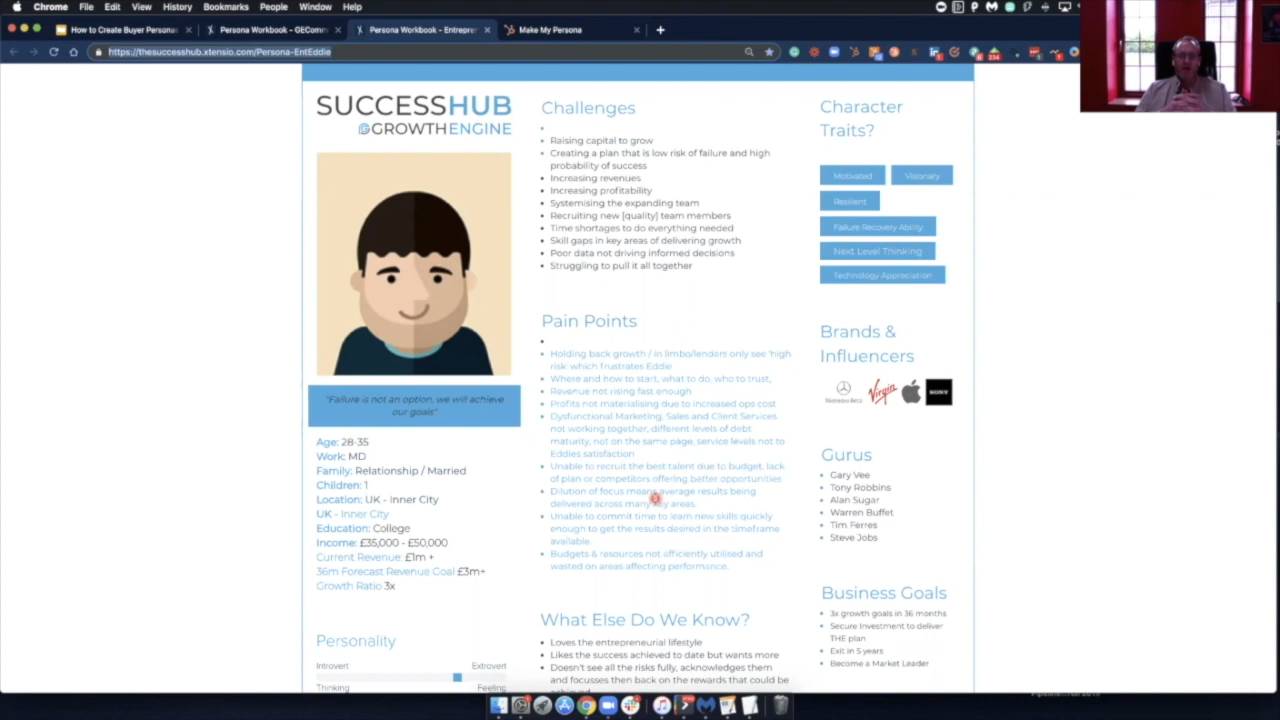 Chrome File Edit View History Bookmarks People Window Help
How to Create Buyer Persona
Persona Workbook - GEComm
Persona Workbook - Entrepre
Make My Persona
https://thesuccesshub.xtensio.com/Persona-EntEddie
SUCCESSHUB
GROWTHENGINE
"Failure is not an option, we will achieve
our goals"
Age: 28-35
Work: MD
Family: Relationship / Married
Children: 1
Location: UK - Inner City
UK - Inner City
Education: College
Income: £35,000 - £50,000
Current Revenue: £1m +
36m Forecast Revenue Goal £3m+
Growth Ratio 3x
Personality
Introvert Extrovert
Thinking Feeling
Challenges
Raising capital to grow
Creating a plan that is low risk of failure and high
probability of success
Increasing revenues
Increasing profitability
Systemising the expanding team
Recruiting new [quality] team members
Time shortages to do everything needed
Skill gaps in key areas of delivering growth
Poor data not driving informed decisions
Struggling to pull it all together
Pain Points
Holding back growth / in limbo/lenders only see 'high
risk' which frustrates Eddie
Where and how to start, what to do, who to trust,
Revenue not rising fast enough
Profits not materialising due to increased ops cost
Dysfunctional Marketing, Sales and Client Services
not working together, different levels of debt
maturity, not on the same page, service levels not to
Eddies satisfaction
Unable to recruit the best talent due to budget, lack
of plan or competitors offering better opportunities
Dilution of focus means average results being
delivered across many key areas.
Unable to commit time to learn new skills quickly
enough to get the results desired in the timeframe
available.
Budgets & resources not efficiently utilised and
wasted on areas affecting performance.
What Else Do We Know?
Loves the entrepreneurial lifestyle
Likes the success achieved to date but wants more
Doesn't see all the risks fully, acknowledges them
and focusses then back on the rewards that could be
Character
Traits?
Motivated Visionary
Resilient
Failure Recovery Ability
Next Level Thinking
Technology Appreciation
Brands &
Influencers
Mercedes-Benz Virgin SONY
Gurus
Gary Vee
Tony Robbins
Alan Sugar
Warren Buffet
Tim Ferres
Steve Jobs
Business Goals
3x growth goals in 36 months
Secure Investment to deliver
THE plan
Exit in 5 years
Become a Market Leader